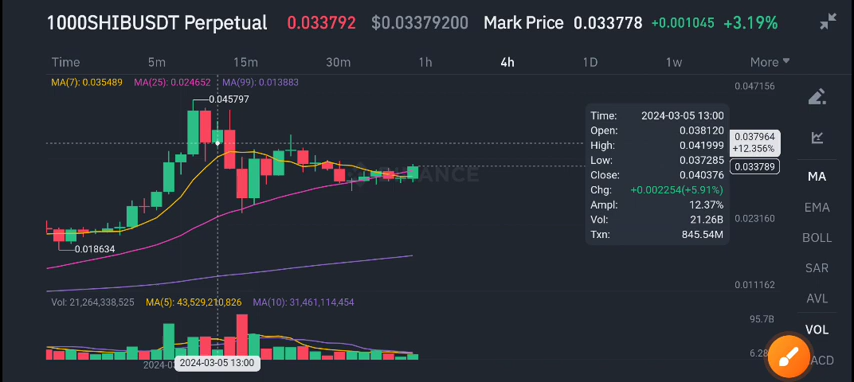 1000SHIBUSDT Perpetual 0.033792 $0.03379200 Mark Price 0.033778 +0.001045 +3.19%
Time 5m 15m 30m 1h 4h 1D 1w More
MA(7): 0.035489 MA(25): 0.024652 MA(99): 0.013883
0.047156
0.045797
Time: 2024-03-05 13:00
Open: 0.038120
High: 0.041999
Low: 0.037285
Close: 0.040376
Chg: +0.002254(+5.91%)
Ampl: 12.37%
Vol: 21.26B
Txn: 845.54M
0.037964
+12.356%
0.033789
BINANCE
0.023160
0.018634
0.011162
MA
EMA
BOLL
SAR
AVL
VOL
Vol: 21,264,338,525 MA(5): 43,529,210,826 MA(10): 31,461,114,454
95.7B
2024-03-05 13:00